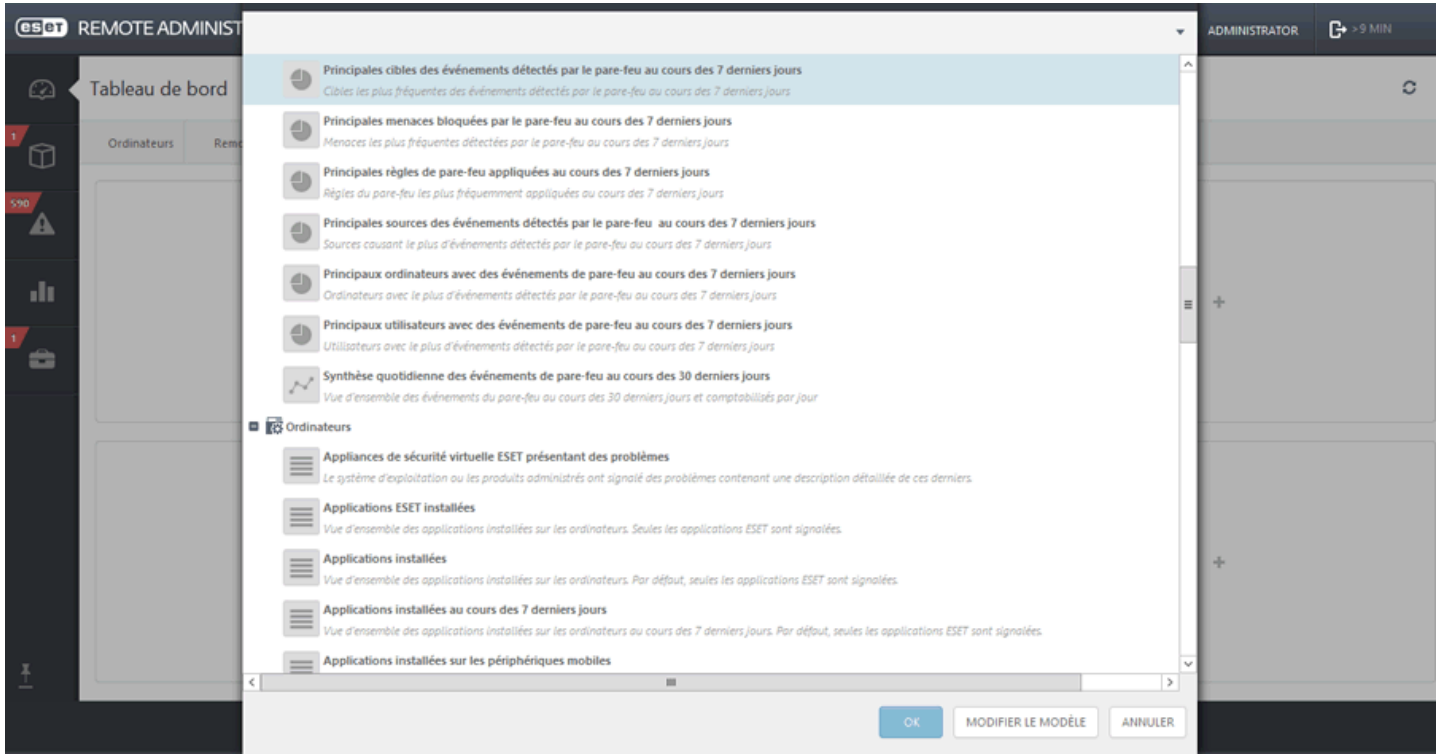 eset REMOTE ADMINIST
ADMINISTRATOR
>9 MIN
Tableau de bord
Ordinateurs
Remo
1
590
1
Principales cibles des événements détectés par le pare-feu au cours des 7 derniers jours
Cibles les plus fréquentes des événements détectés par le pare-feu au cours des 7 derniers jours
Principales menaces bloquées par le pare-feu au cours des 7 derniers jours
Menaces les plus fréquentes détectées par le pare-feu au cours des 7 derniers jours
Principales règles de pare-feu appliquées au cours des 7 derniers jours
Règles du pare-feu les plus fréquemment appliquées au cours des 7 derniers jours
Principales sources des événements détectés par le pare-feu au cours des 7 derniers jours
Sources causant le plus d'événements détectés par le pare-feu au cours des 7 derniers jours
Principaux ordinateurs avec des événements de pare-feu au cours des 7 derniers jours
Ordinateurs avec le plus d'événements détectés par le pare-feu au cours des 7 derniers jours
Principaux utilisateurs avec des événements de pare-feu au cours des 7 derniers jours
Utilisateurs avec le plus d'événements détectés par le pare-feu au cours des 7 derniers jours
Synthèse quotidienne des événements de pare-feu au cours des 30 derniers jours
Vue d'ensemble des événements du pare-feu au cours des 30 derniers jours et comptabilisés par jour
Ordinateurs
Appliances de sécurité virtuelle ESET présentant des problèmes
Le système d'exploitation ou les produits administrés ont signalé des problèmes contenant une description détaillée de ces derniers.
Applications ESET installées
Vue d'ensemble des applications installées sur les ordinateurs. Seules les applications ESET sont signalées.
Applications installées
Vue d'ensemble des applications installées sur les ordinateurs. Par défaut, seules les applications ESET sont signalées.
Applications installées au cours des 7 derniers jours
Vue d'ensemble des applications installées sur les ordinateurs au cours des 7 derniers jours. Par défaut, seules les applications ESET sont signalées.
Applications installées sur les périphériques mobiles
OK
MODIFIER LE MODÈLE
ANNULER